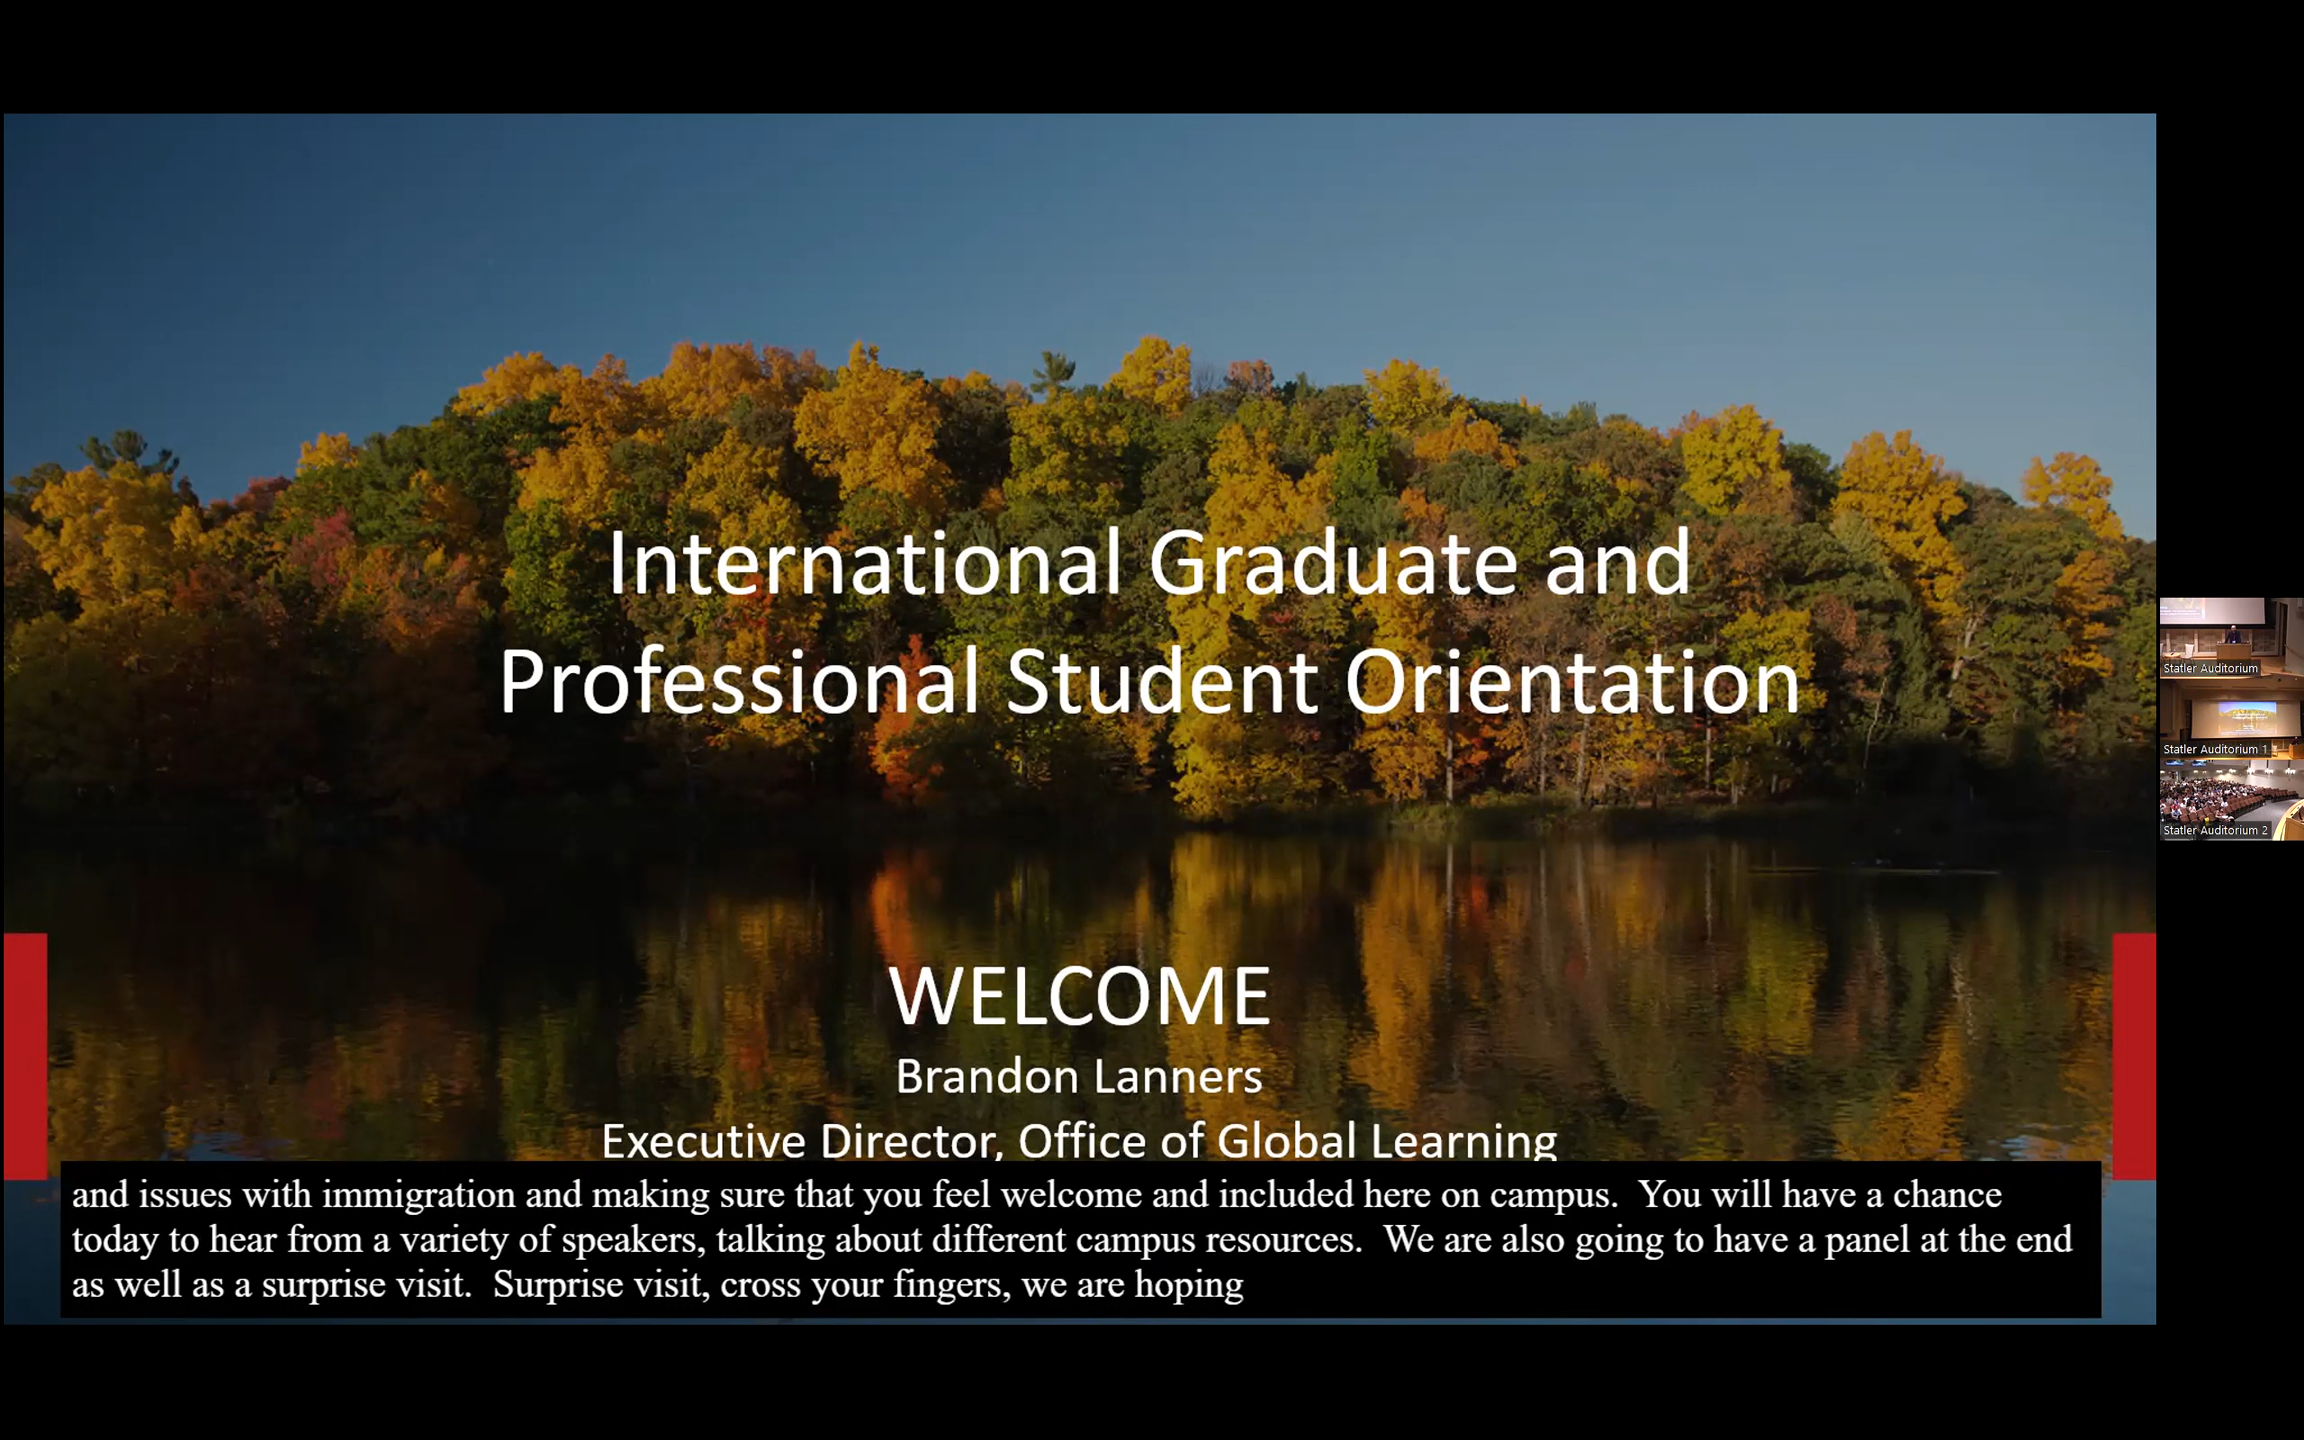 International Graduate and
Professional Student Orientation
WELCOME
Brandon Lanners
Executive Director, Office of Global Learning
and issues with immigration and making sure that you feel welcome and included here on campus.  You will have a chance
today to hear from a variety of speakers, talking about different campus resources.  We are also going to have a panel at the end
as well as a surprise visit.  Surprise visit, cross your fingers, we are hoping
Statler Auditorium
Statler Auditorium 1
Statler Auditorium 2